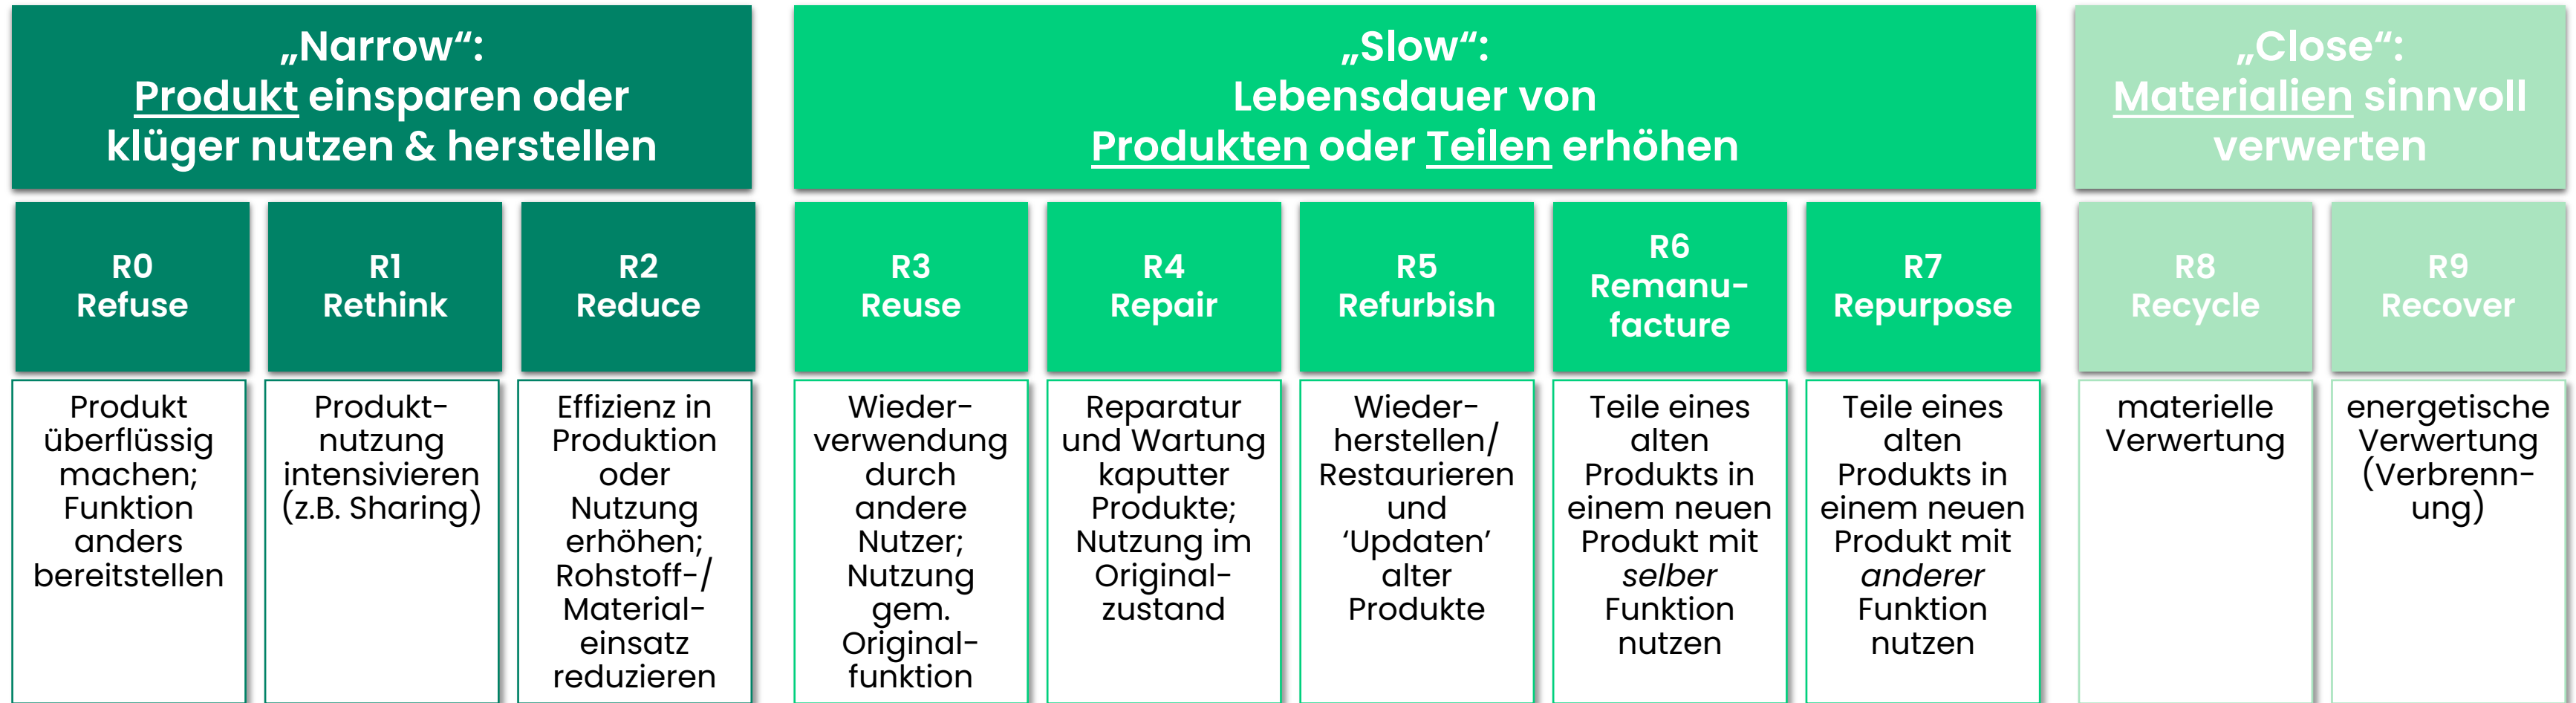 „Narrow“:
Produkt einsparen oder
klüger nutzen & herstellen
„Slow“:
Lebensdauer von
Produkten oder Teilen erhöhen
„Close“:
Materialien sinnvoll
verwerten
R0
Refuse
R1
Rethink
R2
Reduce
R3
Reuse
R4
Repair
R5
Refurbish
R6
Remanu-
facture
R7
Repurpose
R8
Recycle
R9
Recover
Produkt
überflüssig
machen;
Funktion
anders
bereitstellen
Produkt-
nutzung
intensivieren
(z.B. Sharing)
Effizienz in
Produktion
oder
Nutzung
erhöhen;
Rohstoff-/
Material-
einsatz
reduzieren
Wieder-
verwendung
durch
andere
Nutzer;
Nutzung
gem.
Original-
funktion
Reparatur
und Wartung
kaputter
Produkte;
Nutzung im
Original-
zustand
Wieder-
herstellen/
Restaurieren
und
‘Updaten’
alter
Produkte
Teile eines
alten
Produkts in
einem neuen
Produkt mit
selber
Funktion
nutzen
Teile eines
alten
Produkts in
einem neuen
Produkt mit
anderer
Funktion
nutzen
materielle
Verwertung
energetische
Verwertung
(Verbrenn-
ung)